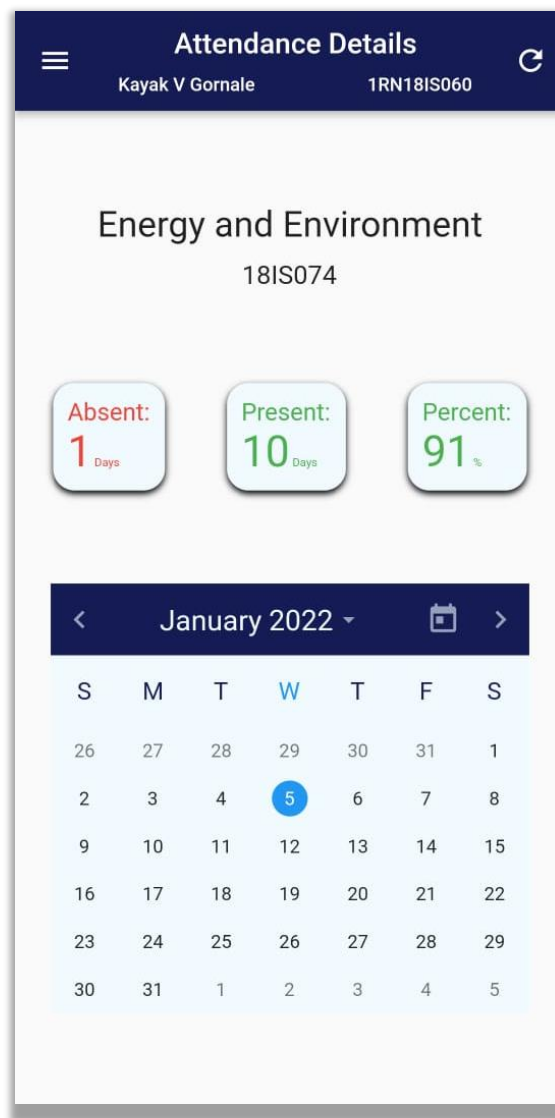 Attendance Details
Kayak V Gornale 1RN18IS060
Energy and Environment
18IS074
Absent: Present: Percent:
1 Days 10 Days 91 %
January 2022
S M T W T F S
26 27 28 29 30 31 1
2 3 4 5 6 7 8
9 10 11 12 13 14 15
16 17 18 19 20 21 22
23 24 25 26 27 28 29
30 31 1 2 3 4 5